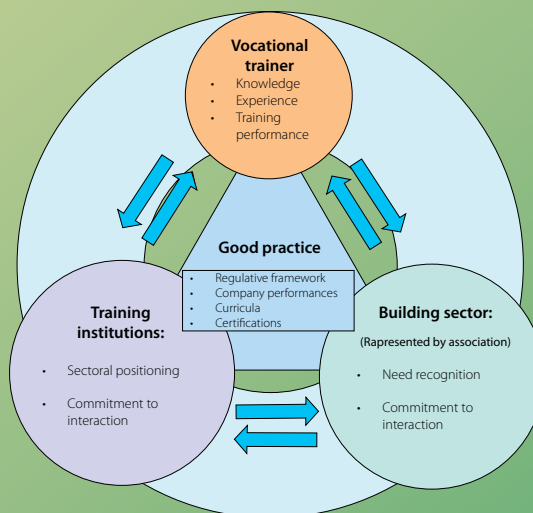 Vocational
trainer
• Knowledge
• Experience
• Training
performance
Good practice
• Regulative framework
• Company performances
• Curricula
• Certifications
Training
institutions:
• Sectoral positioning
• Commitment to
interaction
Building sector:
(Rapresented by association)
• Need recognition
• Commitment to
interaction